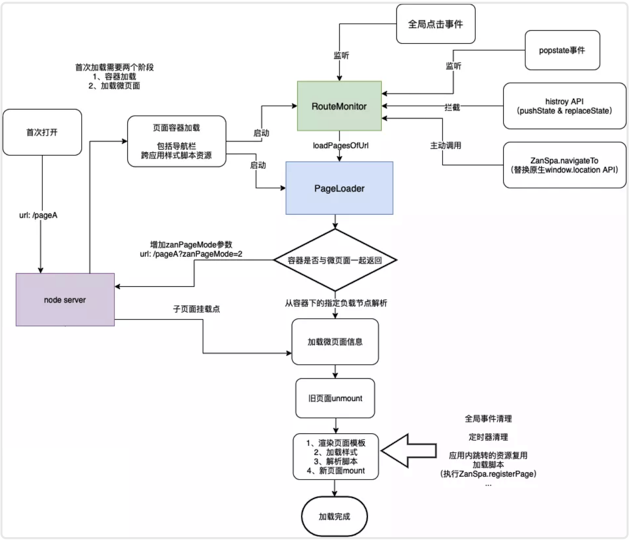 全局点击事件
监听
popstate事件
首次加载需要两个阶段
1、容器加载
2、加载微页面
监听
RouteMonitor
histroy API
(pushState & replaceState)
拦截
首次打开
页面容器加载
包括导航栏
跨应用样式脚本资源
启动
loadPagesOfUrl
主动调用
ZanSpa.navigateTo
(替换原生window.location API)
启动
PageLoader
url: /pageA
增加zanPageMode参数
url: /pageA?zanPageMode=2
容器是否与微页面一起返回
node server
子页面挂载点
从容器下的指定负载节点解析
加载微页面信息
旧页面unmount
全局事件清理
定时器清理
1、渲染页面模板
2、加载样式
3、解析脚本
4、新页面mount
应用内跳转的资源复用
加载脚本
(执行ZanSpa.registerPage)
...
加载完成